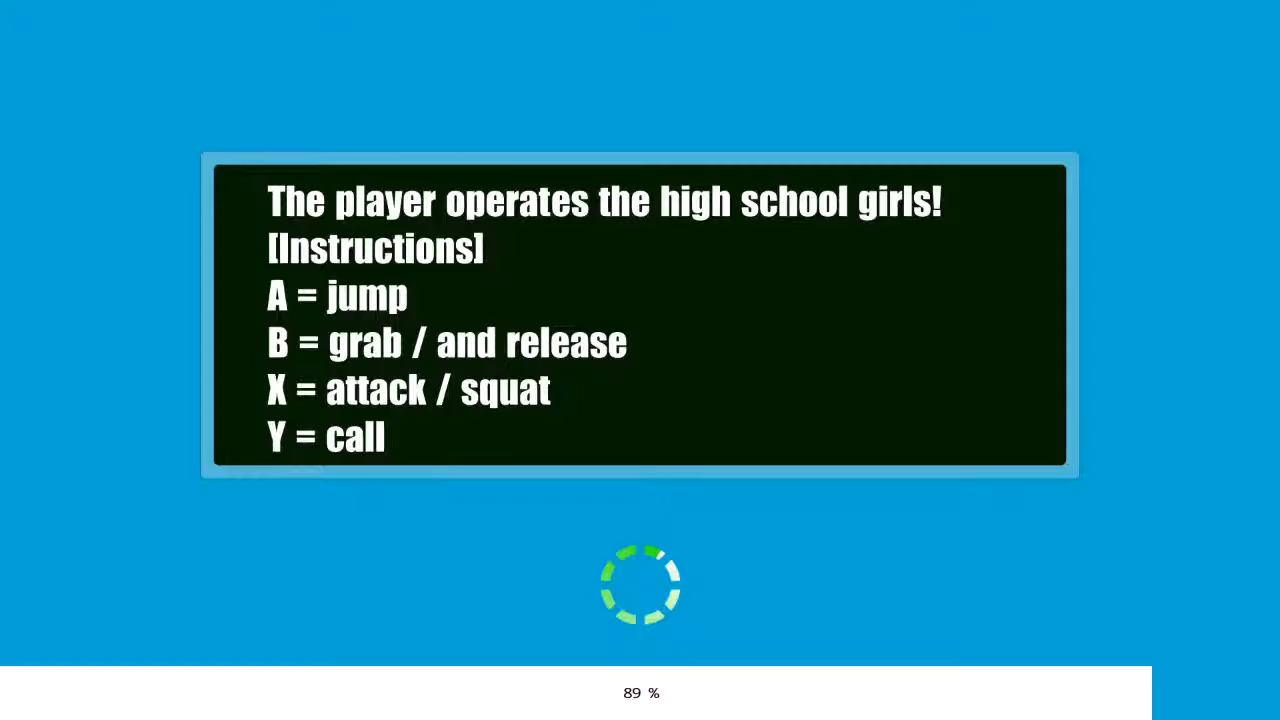 The player operates the high school girls!
[Instructions]
A = jump
B = grab / and release
X = attack / squat
Y = call
89 %